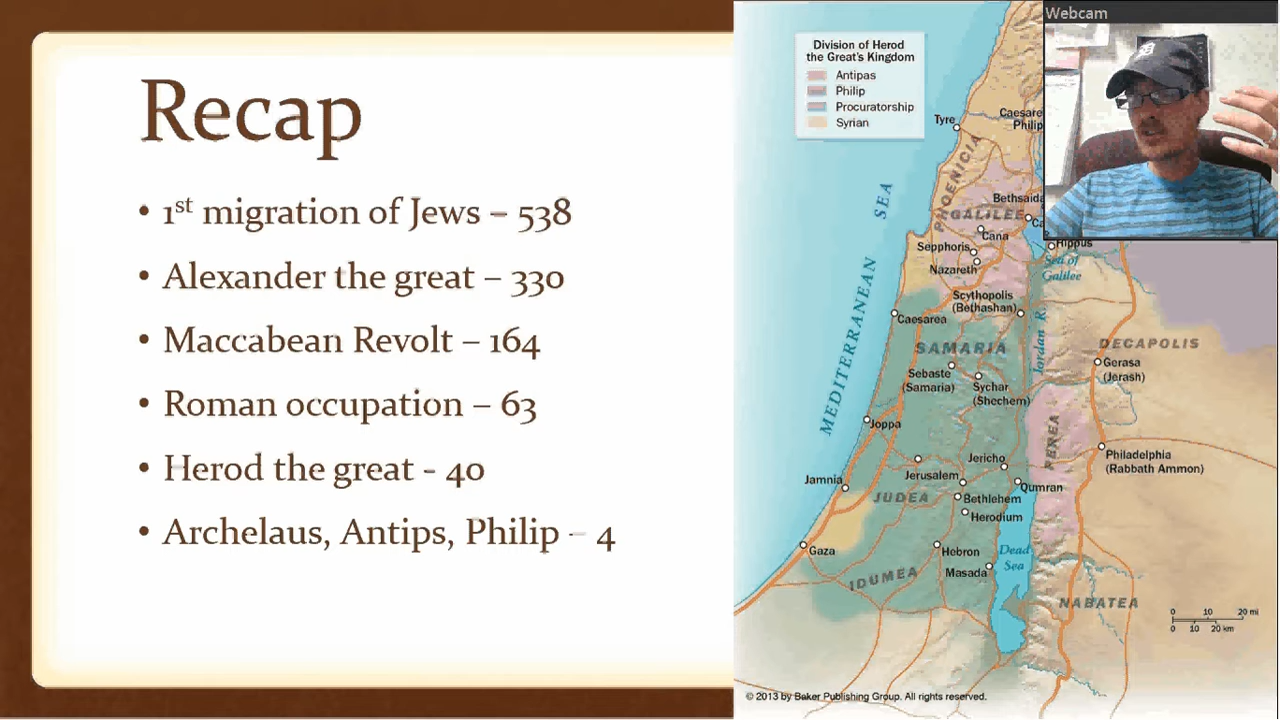 Recap
• 1st migration of Jews – 538
• Alexander the great – 330
• Maccabean Revolt – 164
• Roman occupation – 63
• Herod the great - 40
• Archelaus, Antips, Philip – 4
Webcam
Division of Herod
the Great's Kingdom
Antipas
Philip
Procuratorship
Syrian
Tyre
Caesare
Philip
PHOENICIA
Bethsaida
GALILEE
Ca
Cana
Sepphoris
Hippus
Nazareth
Sea of
Galilee
MEDITERRANEAN SEA
Scythopolis
(Bethashan)
Caesarea
Jordan R.
SAMARIA
DECAPOLIS
Sebaste
(Samaria)
Sychar
(Shechem)
Gerasa
(Jerash)
Joppa
PEREA
Jericho
Philadelphia
(Rabbath Ammon)
Jamnia
Jerusalem
Qumran
JUDEA
Bethlehem
Herodium
Gaza
Hebron
Dead
Sea
Masada
IDUMEA
NABATEA
0 10 20 mi
0 10 20 km
© 2013 by Baker Publishing Group. All rights reserved.